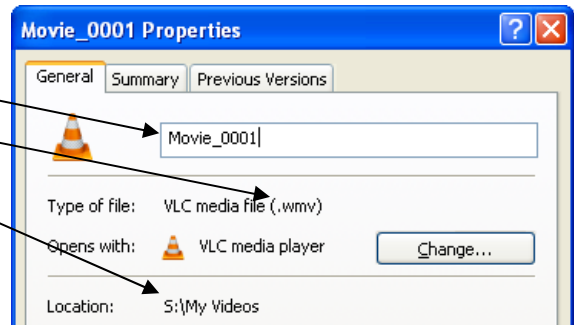 Movie_0001 Properties
General Summary Previous Versions
Movie_0001
Type of file: VLC media file (.wmv)
Opens with: VLC media player Change...
Location: S:\My Videos